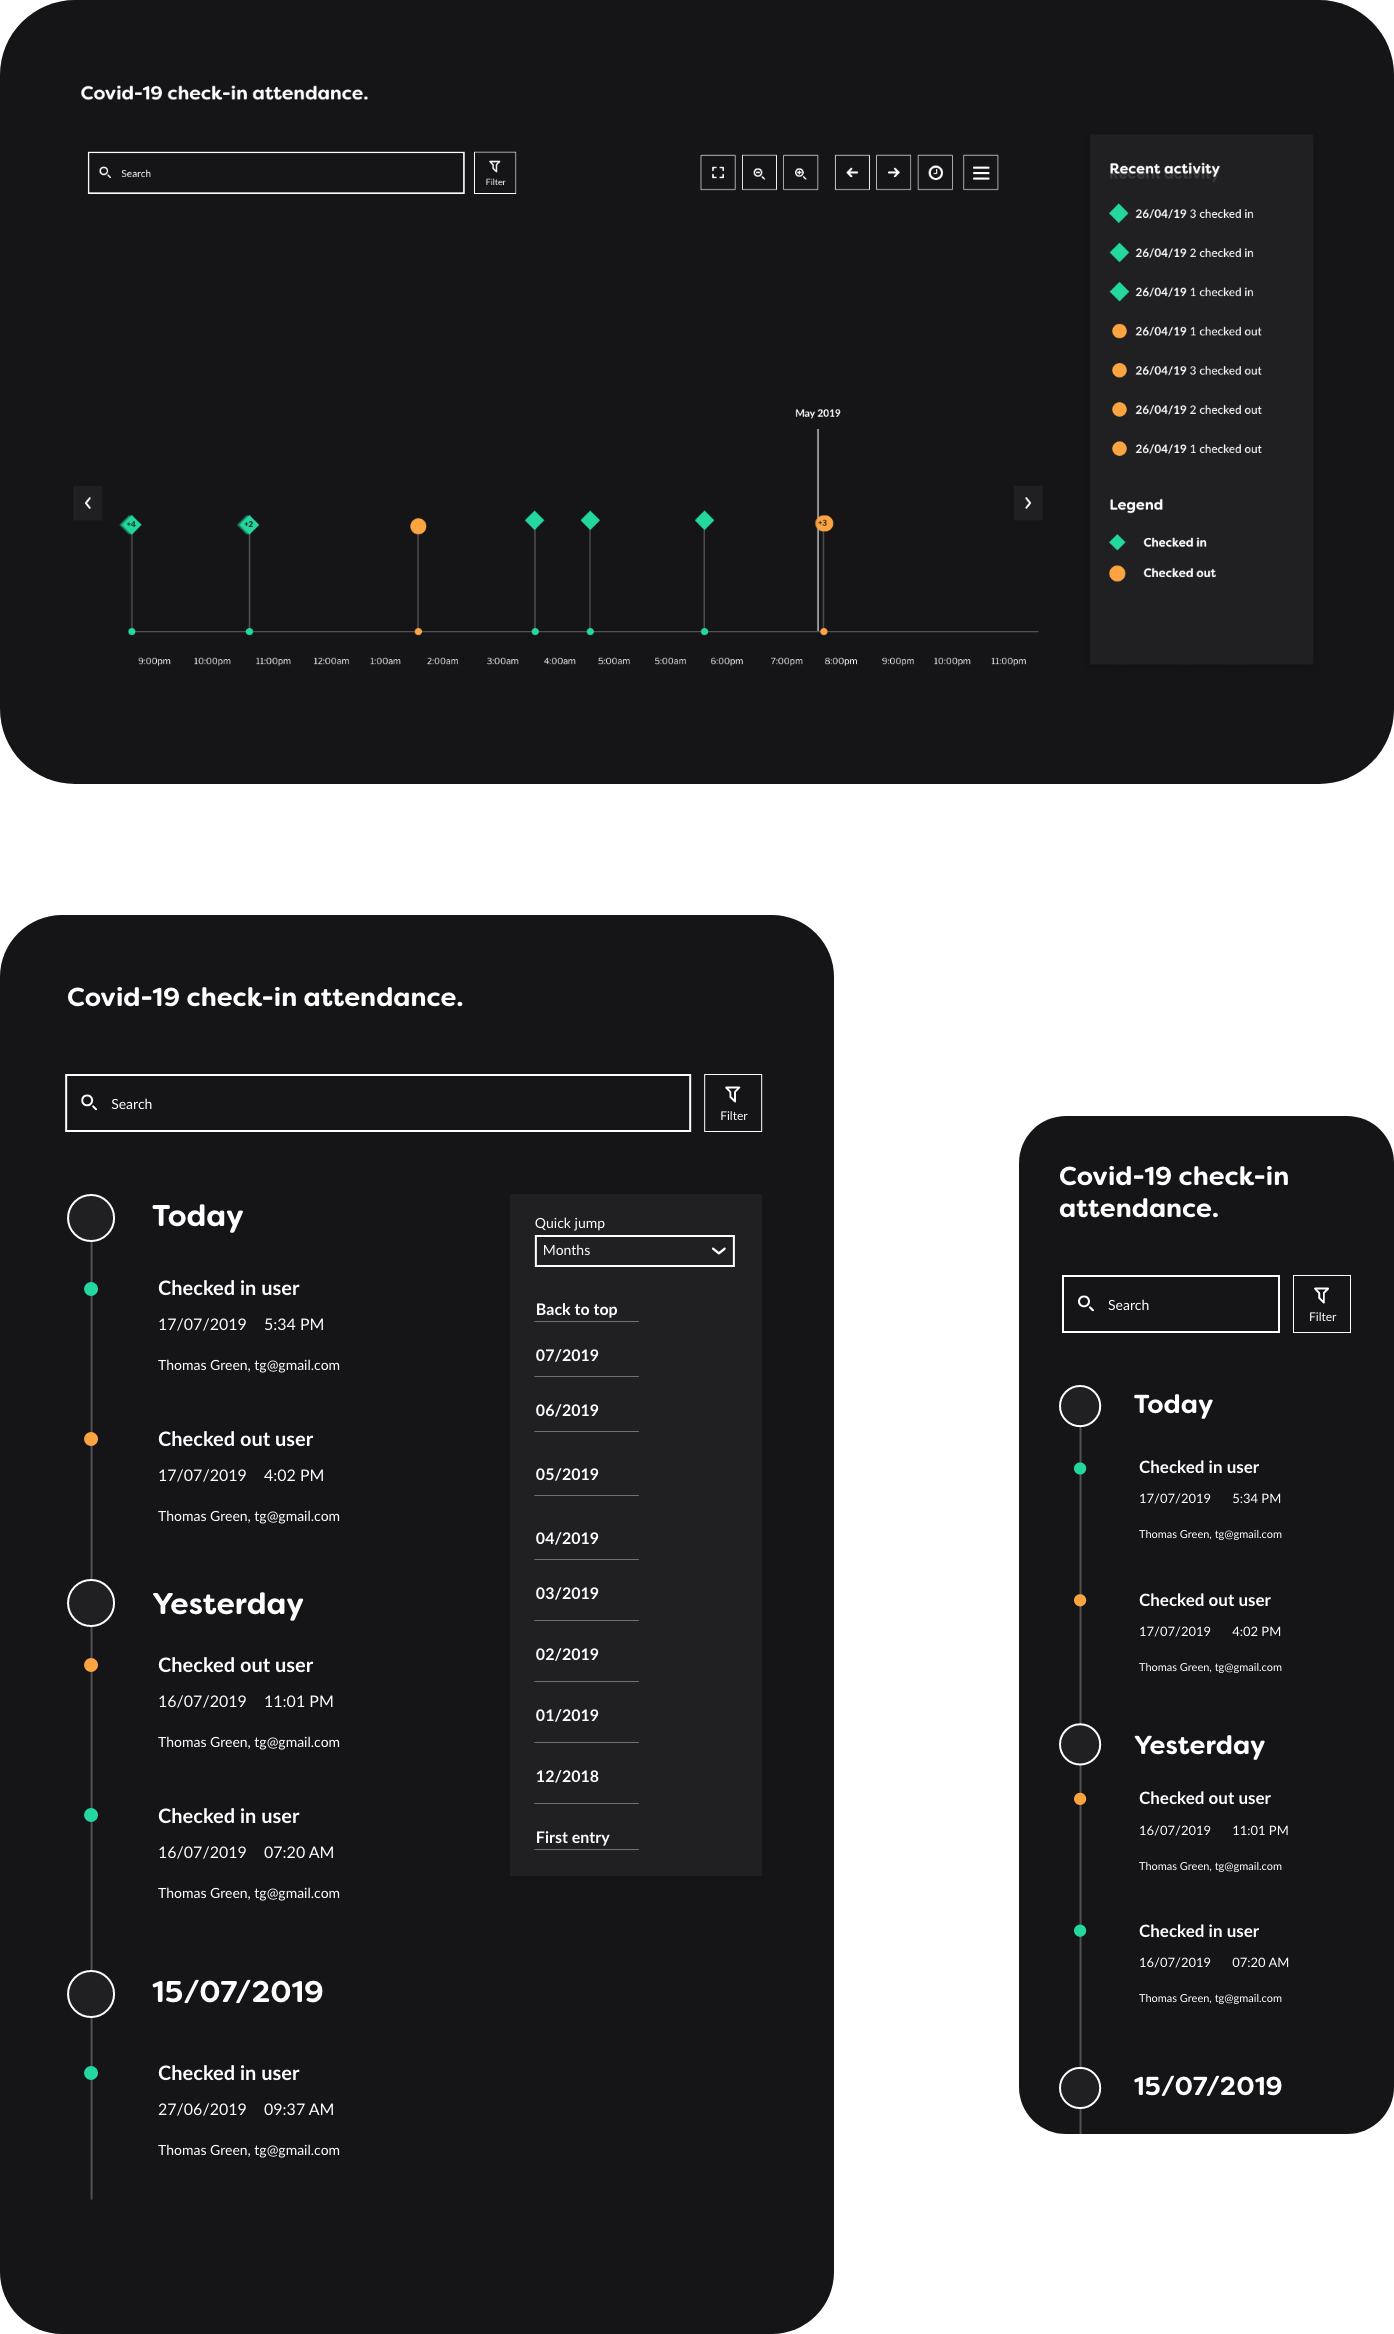 Covid-19 check-in attendance.
Search
Filter
Recent activity
26/04/19 3 checked in
26/04/19 2 checked in
26/04/19 1 checked in
26/04/19 1 checked out
26/04/19 3 checked out
26/04/19 2 checked out
26/04/19 1 checked out
Legend
Checked in
Checked out
May 2019
+4
+2
+3
9:00pm 10:00pm 11:00pm 12:00am 1:00am 2:00am 3:00am 4:00am 5:00am 5:00am 6:00pm 7:00pm 8:00pm 9:00pm 10:00pm 11:00pm
Covid-19 check-in attendance.
Search
Filter
Today
Checked in user
17/07/2019 5:34 PM
Thomas Green, tg@gmail.com
Checked out user
17/07/2019 4:02 PM
Thomas Green, tg@gmail.com
Yesterday
Checked out user
16/07/2019 11:01 PM
Thomas Green, tg@gmail.com
Checked in user
16/07/2019 07:20 AM
Thomas Green, tg@gmail.com
15/07/2019
Checked in user
27/06/2019 09:37 AM
Thomas Green, tg@gmail.com
Quick jump
Months
Back to top
07/2019
06/2019
05/2019
04/2019
03/2019
02/2019
01/2019
12/2018
First entry
Covid-19 check-in
attendance.
Search
Filter
Today
Checked in user
17/07/2019 5:34 PM
Thomas Green, tg@gmail.com
Checked out user
17/07/2019 4:02 PM
Thomas Green, tg@gmail.com
Yesterday
Checked out user
16/07/2019 11:01 PM
Thomas Green, tg@gmail.com
Checked in user
16/07/2019 07:20 AM
Thomas Green, tg@gmail.com
15/07/2019